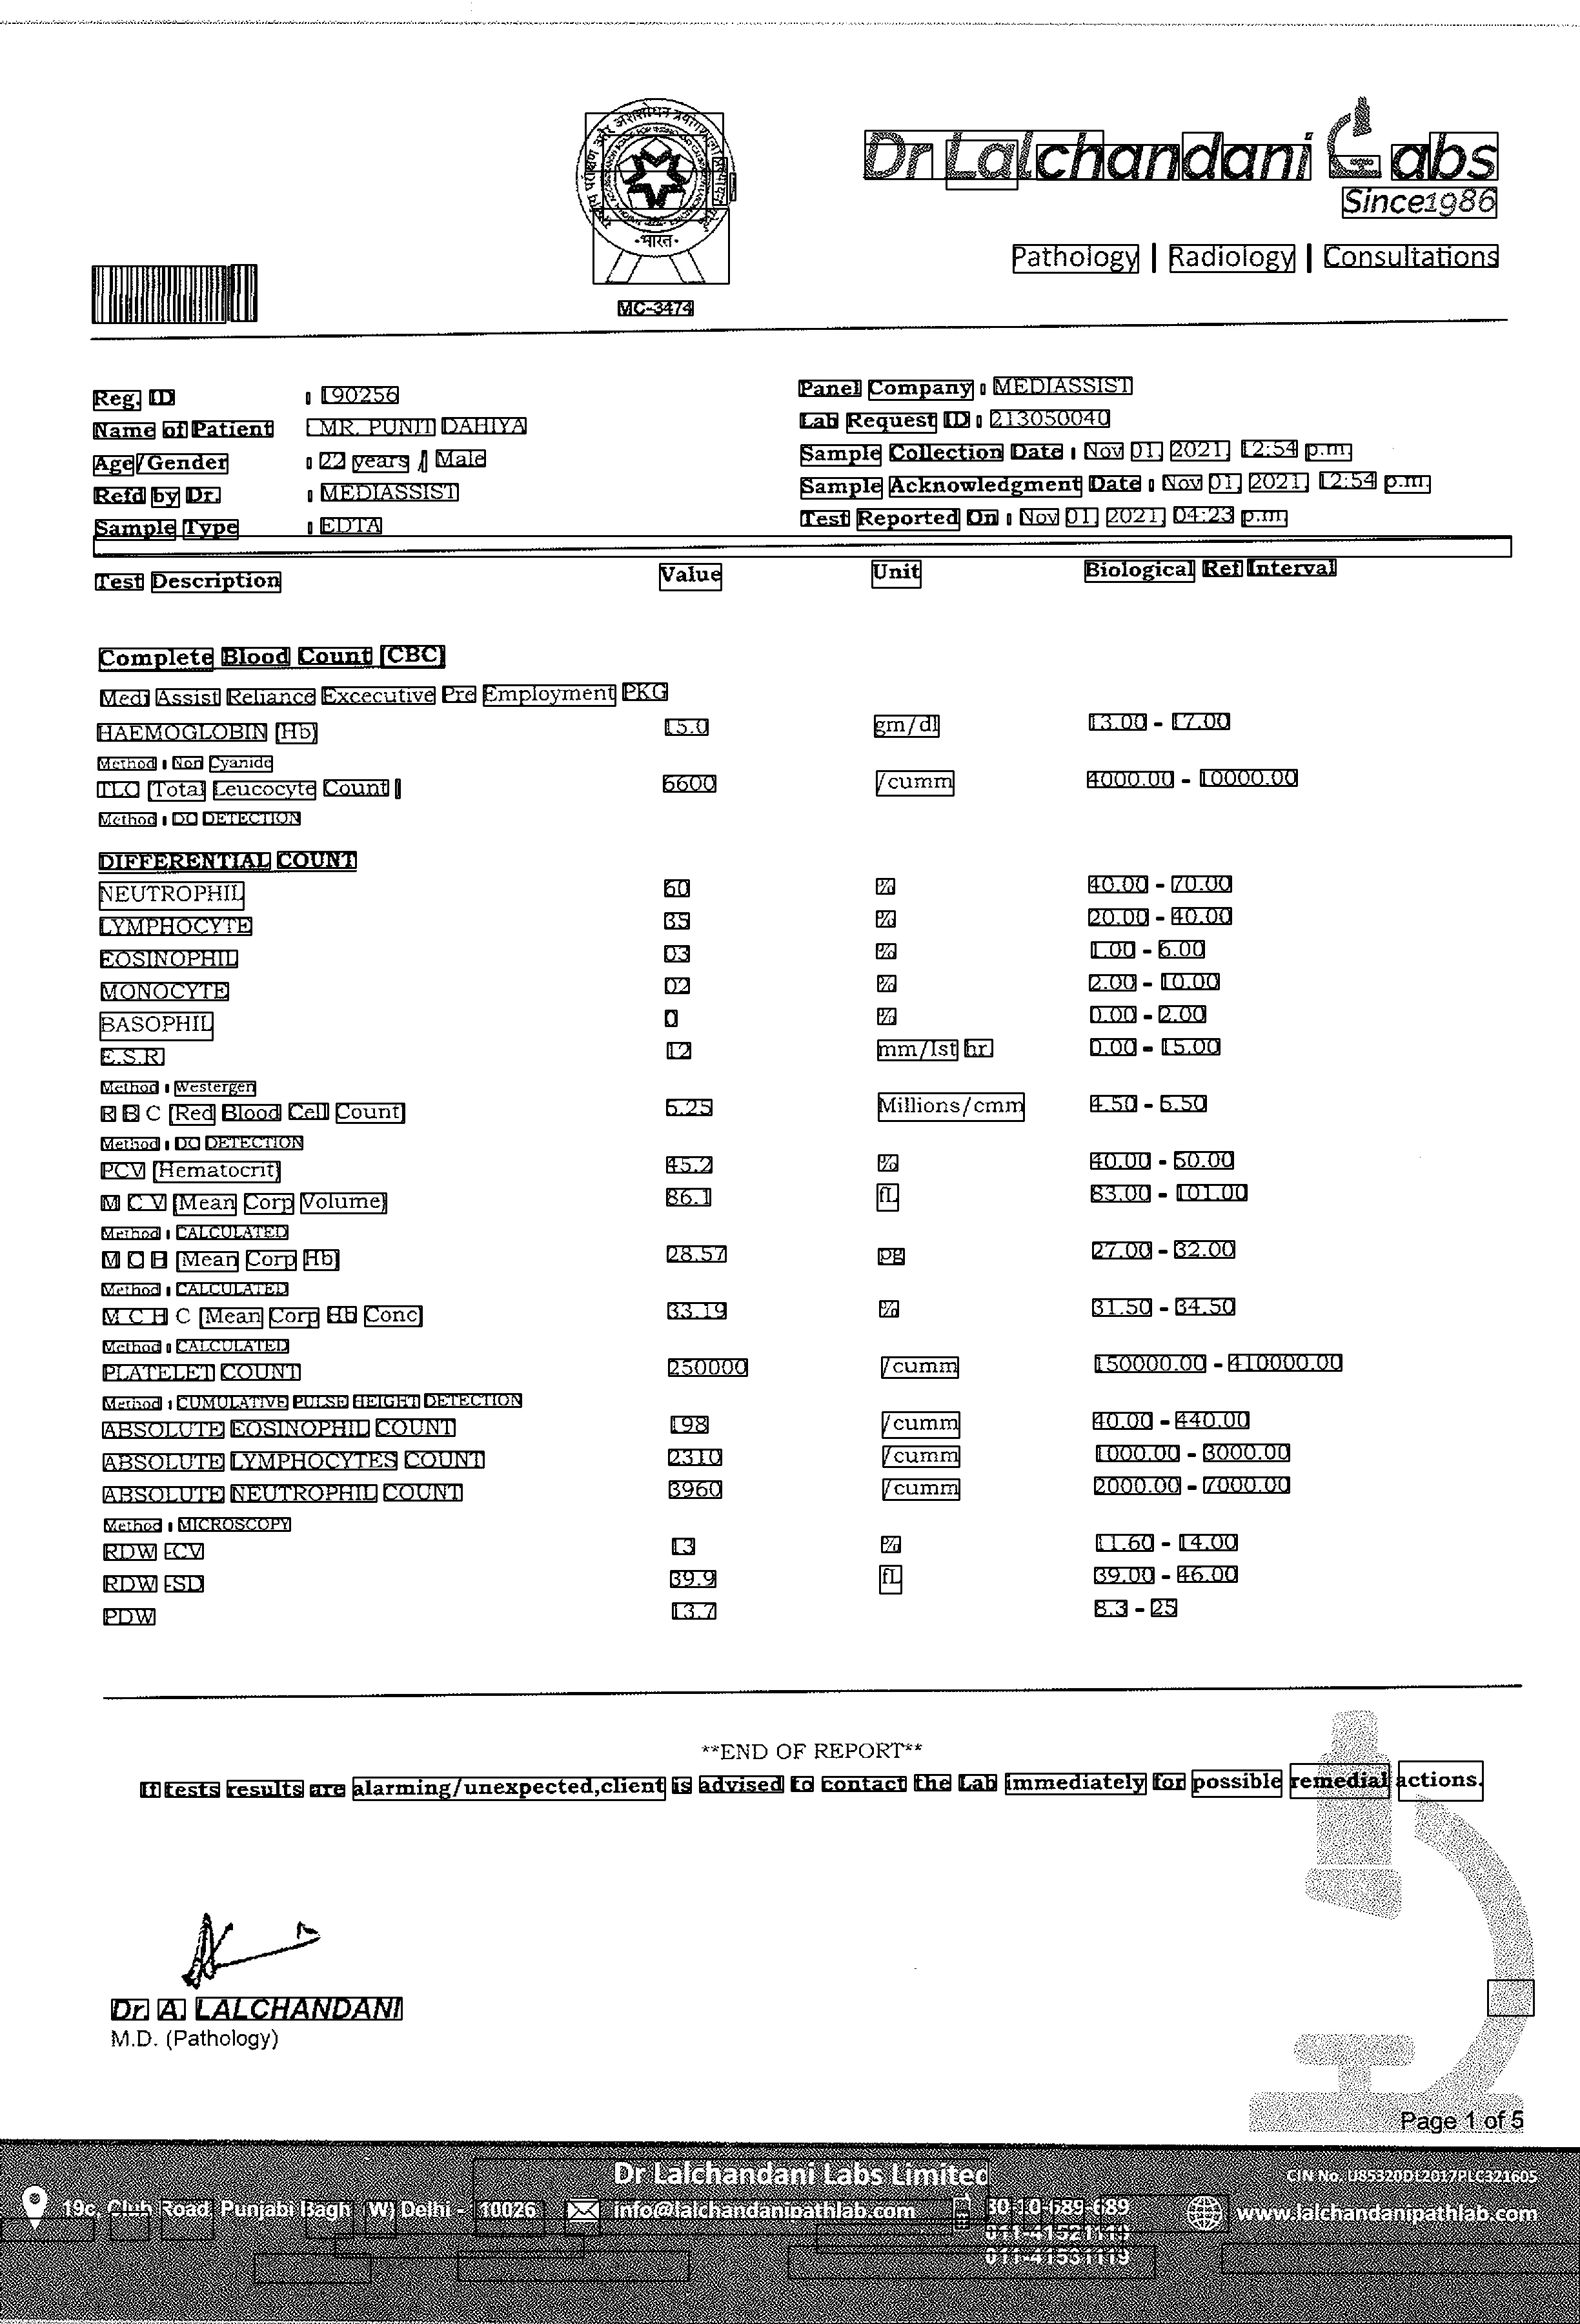 Dr Lalchandani Labs
Since1986
Pathology | Radiology | Consultations
भारत
MC-3474
Reg. ID : 190256
Name of Patient : MR. PUNIT DAHIYA
Age/Gender : 22 years / Male
Refd by Dr. : MEDIASSIST
Sample Type : EDTA
Panel Company : MEDIASSIST
Lab Request ID : 213050040
Sample Collection Date : Nov 01, 2021, 12:54 p.m.
Sample Acknowledgment Date : Nov 01, 2021, 12:54 p.m.
Test Reported On : Nov 01, 2021, 04:23 p.m.
Test Description Value Unit Biological Ref Interval
Complete Blood Count (CBC)
Medi Assist Reliance Excecutive Pre Employment PKG
HAEMOGLOBIN (Hb) 15.0 gm/dl 13.00 - 17.00
Method : Non Cyanide
TLC (Total Leucocyte Count ) 6600 /cumm 4000.00 - 10000.00
Method : DC DETECTION
DIFFERENTIAL COUNT
NEUTROPHIL 60 % 40.00 - 70.00
LYMPHOCYTE 35 % 20.00 - 40.00
EOSINOPHIL 03 % 1.00 - 6.00
MONOCYTE 02 % 2.00 - 10.00
BASOPHIL 0 % 0.00 - 2.00
E.S.R 12 mm/Ist hr. 0.00 - 15.00
Method : Westergen
R B C (Red Blood Cell Count) 5.25 Millions/cmm 4.50 - 5.50
Method : DC DETECTION
PCV (Hematocrit) 45.2 % 40.00 - 50.00
M C V (Mean Corp Volume) 86.1 fL 83.00 - 101.00
Method : CALCULATED
M C H (Mean Corp Hb) 28.57 pg 27.00 - 32.00
Method : CALCULATED
M C H C (Mean Corp Hb Conc) 33.19 % 31.50 - 34.50
Method : CALCULATED
PLATELET COUNT 250000 /cumm 150000.00 - 410000.00
Method : CUMULATIVE PULSE HEIGHT DETECTION
ABSOLUTE EOSINOPHIL COUNT 198 /cumm 40.00 - 440.00
ABSOLUTE LYMPHOCYTES COUNT 2310 /cumm 1000.00 - 3000.00
ABSOLUTE NEUTROPHIL COUNT 3960 /cumm 2000.00 - 7000.00
Method : MICROSCOPY
RDW -CV 13 % 11.60 - 14.00
RDW -SD 39.9 fL 39.00 - 46.00
PDW 13.7 8.3 - 25
**END OF REPORT**
If tests results are alarming/unexpected,client is advised to contact the Lab immediately for possible remedial actions.
Dr. A. LALCHANDANI
M.D. (Pathology)
Page 1 of 5
Dr Lalchandani Labs Limited
CIN No. U85320DL2017PLC321605
19c, Club Road Punjabi Bagh (W) Delhi - 10026 info@lalchandanipathlab.com 30-10-689-689 www.lalchandanipathlab.com
011-41531119